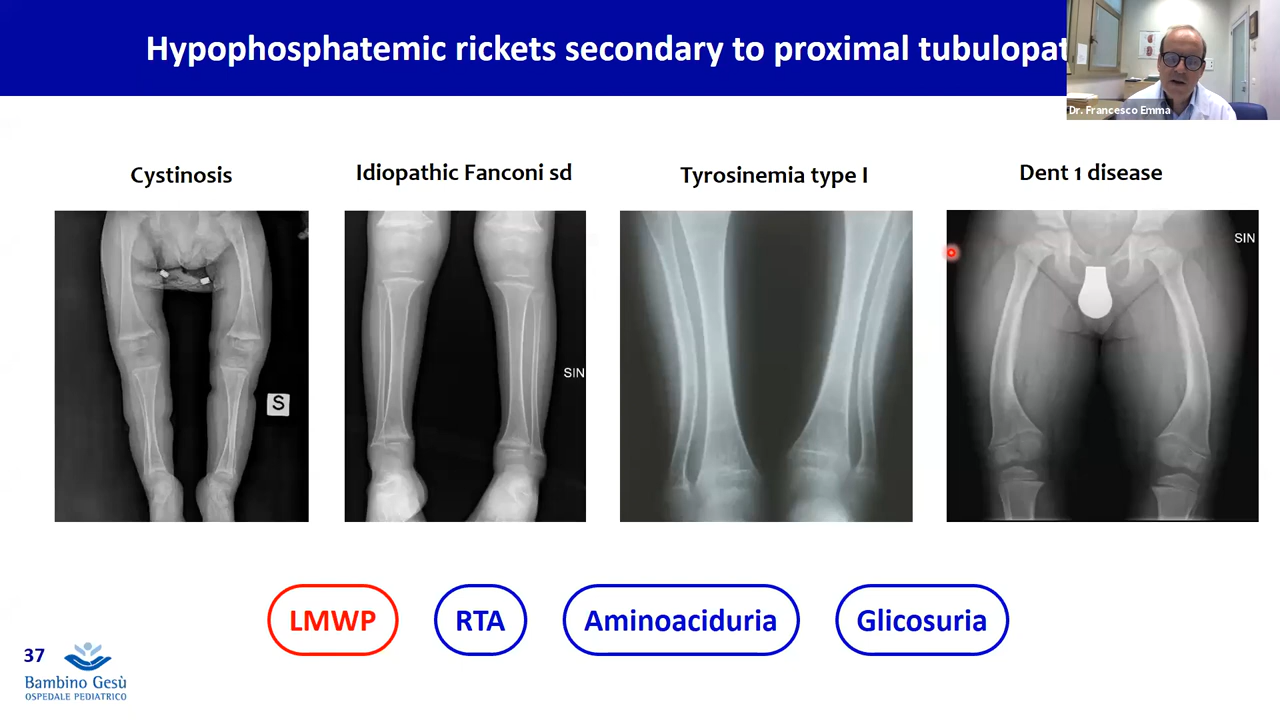 Hypophosphatemic rickets secondary to proximal
Dr. Francesco Emma
Cystinosis
Idiopathic Fanconi sd
Tyrosinemia type I
Dent 1 disease
S
SIN
SIN
LMWP
RTA
Aminoaciduria
Glicosuria
37
Bambino Gesù
OSPEDALE PEDIATRICO